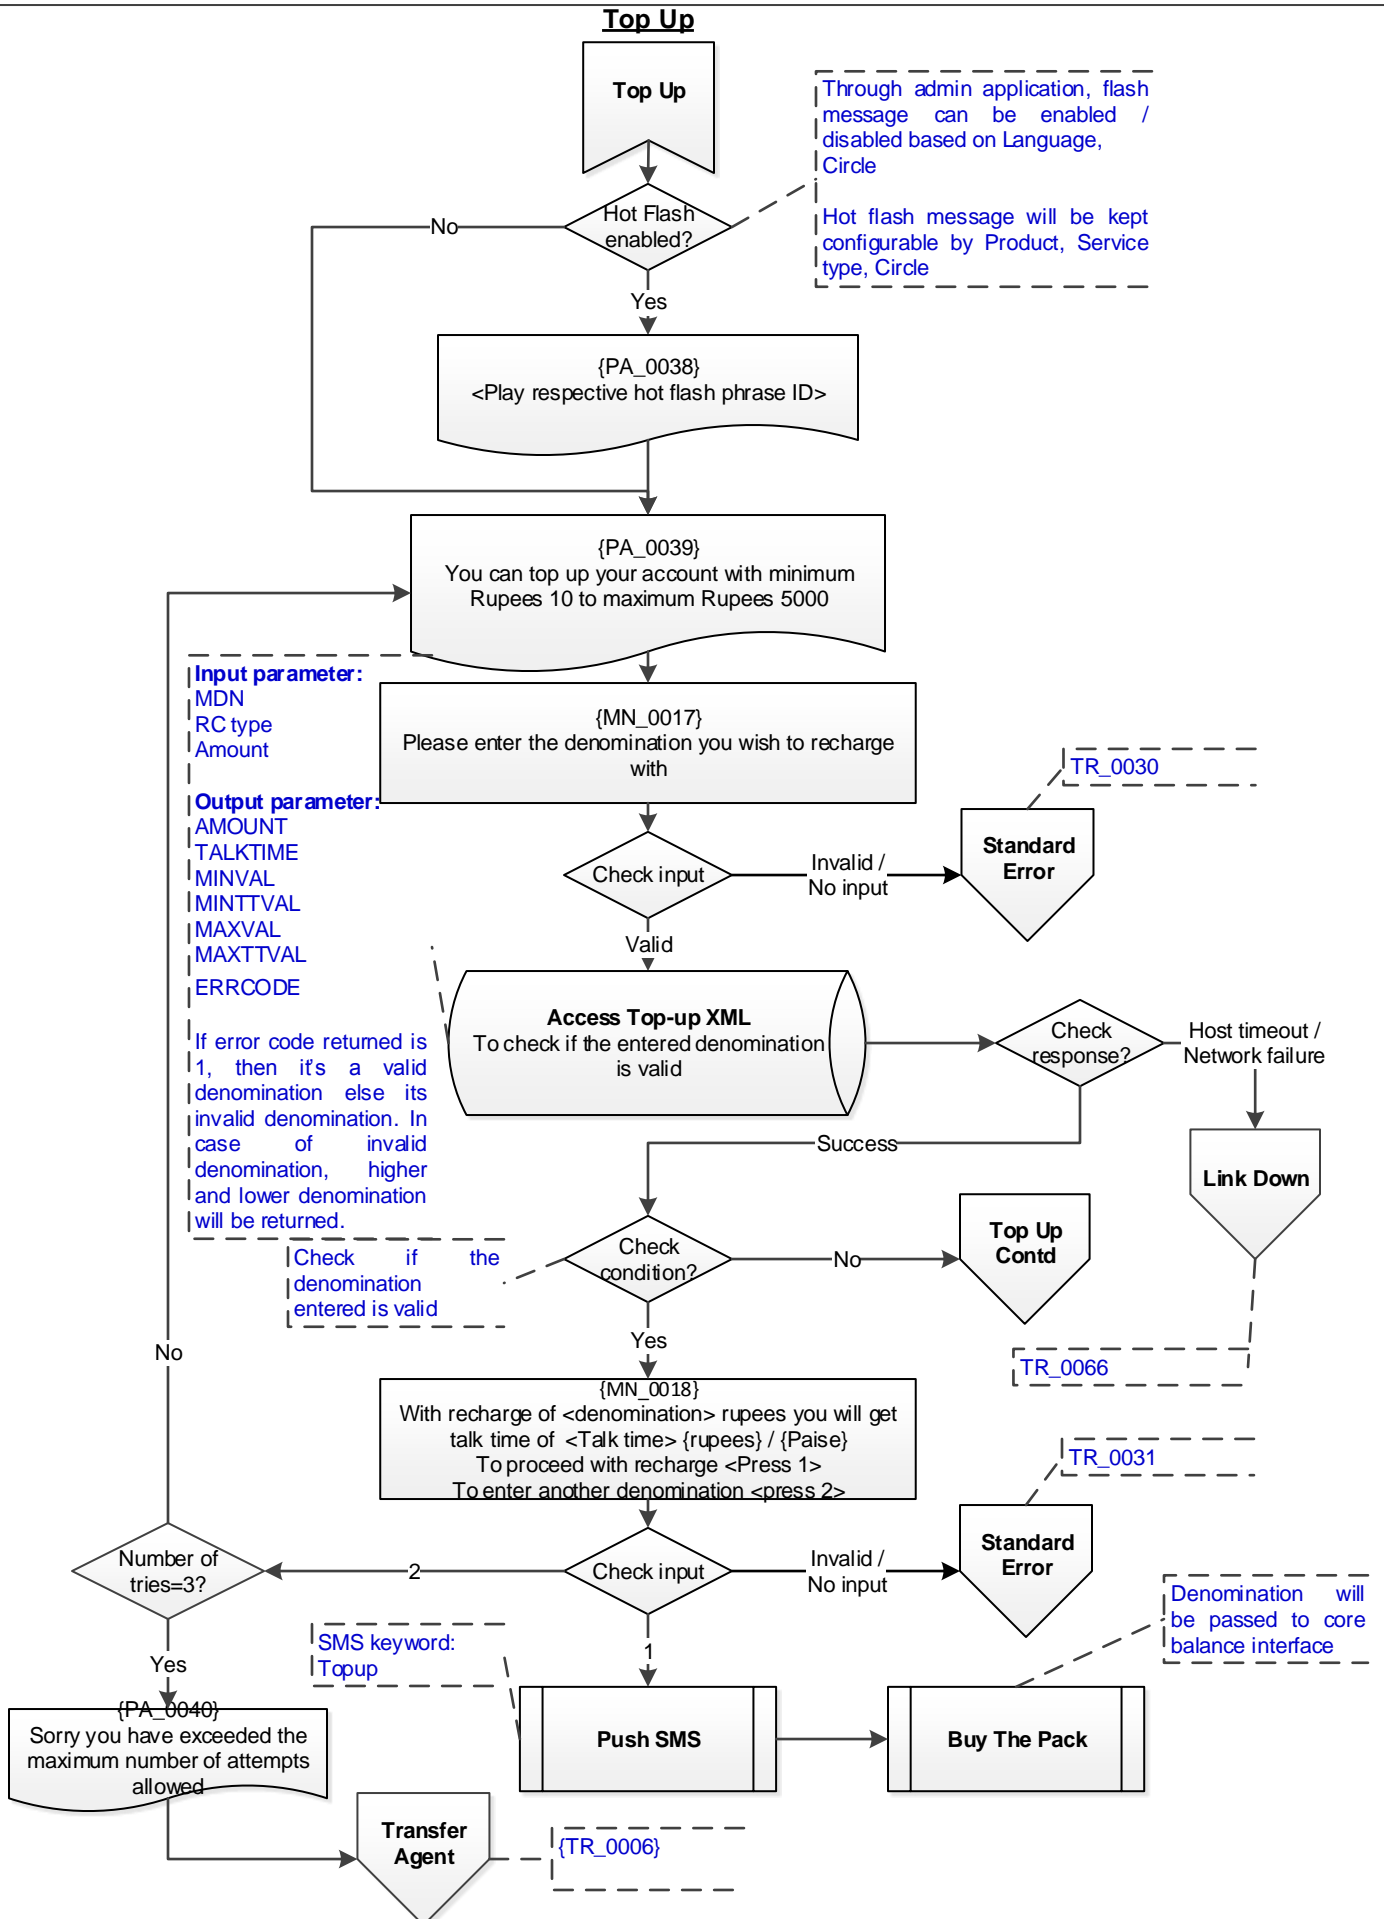 Top Up
Top Up
Through admin application, flash
message can be enabled /
disabled based on Language,
Circle
Hot flash message will be kept
configurable by Product, Service
type, Circle
Hot Flash
enabled?
No
Yes
{PA_0038}
<Play respective hot flash phrase ID>
{PA_0039}
You can top up your account with minimum
Rupees 10 to maximum Rupees 5000
Input parameter:
MDN
RC type
Amount
Output parameter:
AMOUNT
TALKTIME
MINVAL
MINTTVAL
MAXVAL
MAXTTVAL
ERRCODE
If error code returned is
1, then it's a valid
denomination else its
invalid denomination. In
case of invalid
denomination, higher
and lower denomination
will be returned.
{MN_0017}
Please enter the denomination you wish to recharge
with
TR_0030
Standard
Error
Check input
Invalid /
No input
Valid
Access Top-up XML
To check if the entered denomination
is valid
Check
response?
Host timeout /
Network failure
Success
Link Down
Check if the
denomination
entered is valid
Check
condition?
No
Top Up
Contd
TR_0066
Yes
No
{MN_0018}
With recharge of <denomination> rupees you will get
talk time of <Talk time> {rupees} / {Paise}
To proceed with recharge <Press 1>
To enter another denomination <press 2>
TR_0031
Standard
Error
Number of
tries=3?
2
Check input
Invalid /
No input
Denomination will
be passed to core
balance interface
SMS keyword:
Topup
1
Yes
{PA_0040}
Sorry you have exceeded the
maximum number of attempts
allowed
Push SMS
Buy The Pack
Transfer
Agent
{TR_0006}